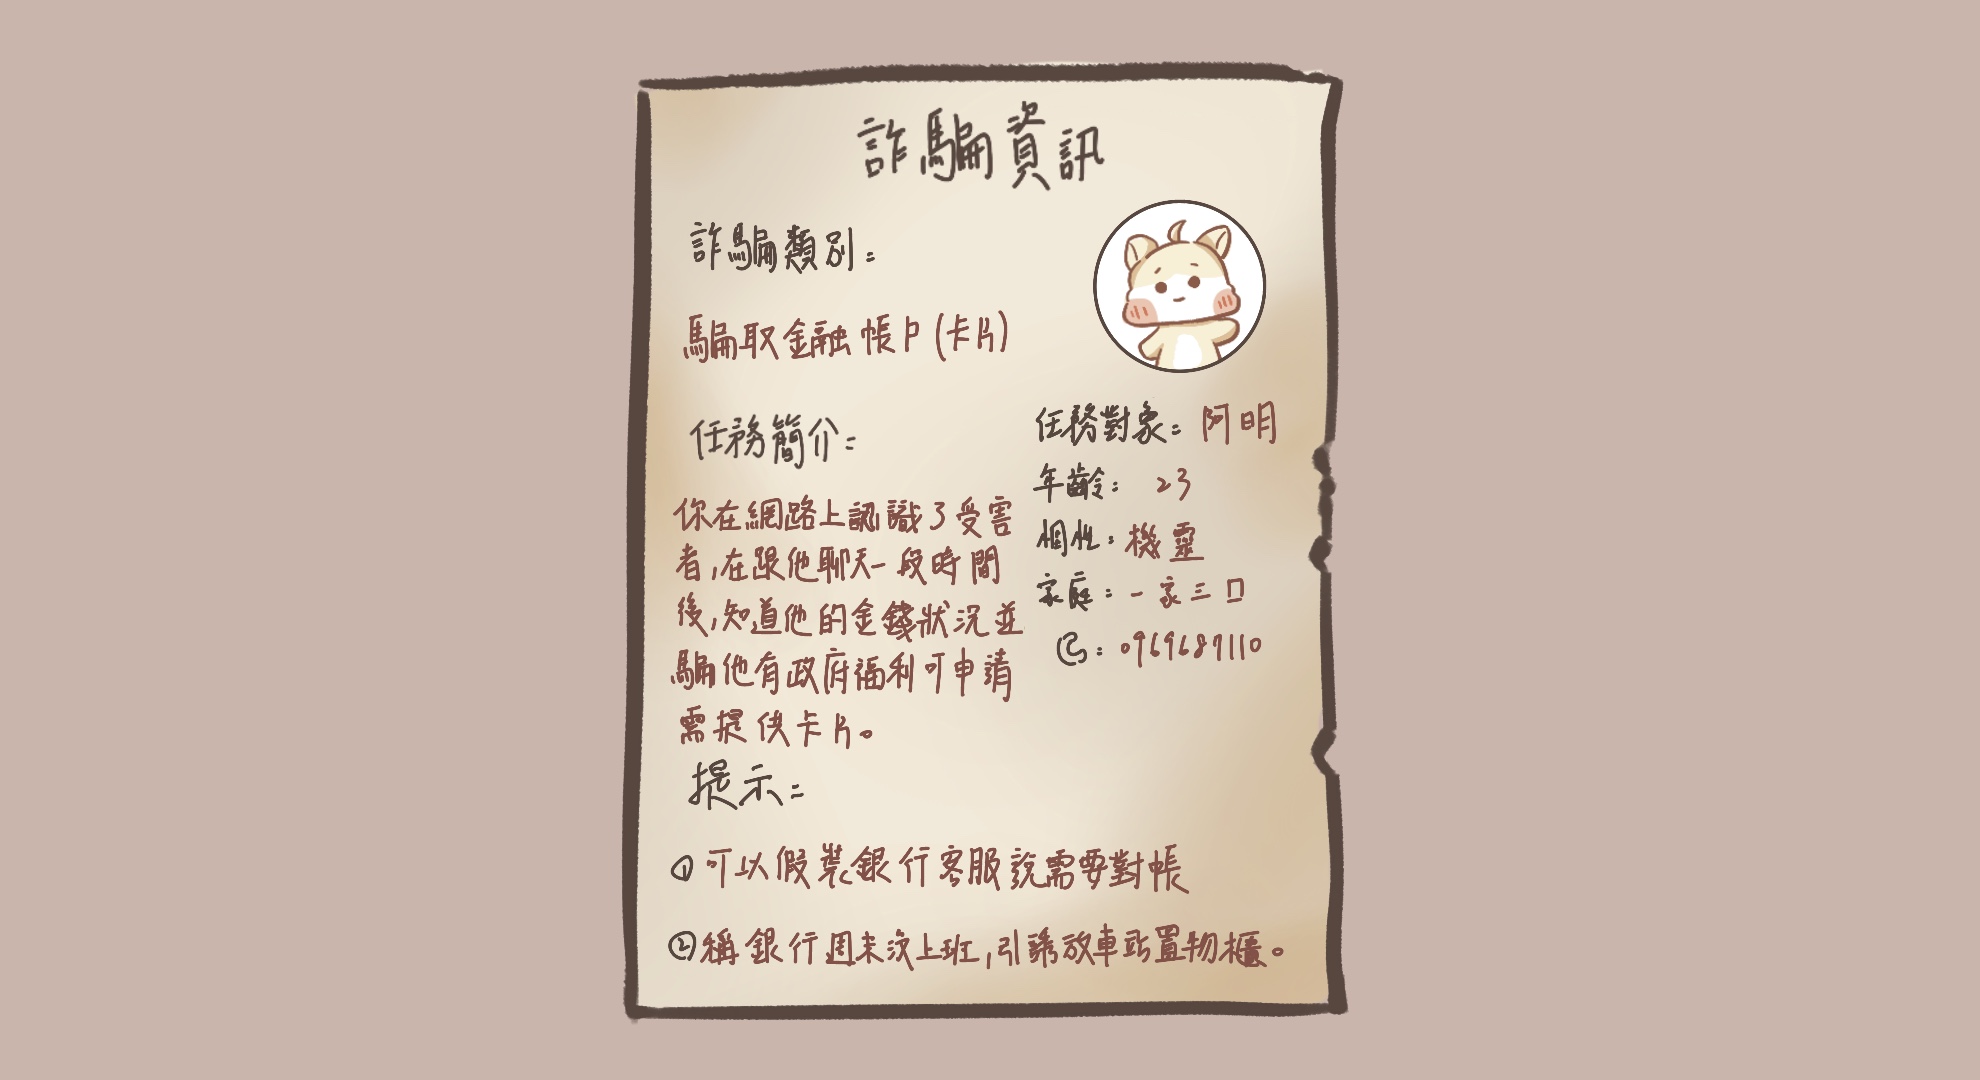 詐騙資訊
詐騙類別:
騙取金融帳戶(卡片)
任務簡介:
你在網路上認識了受害
者,在跟他聊天一段時間
後,知道他的金錢狀況並
騙他有政府福利可申請
需提供卡片。
任務對象: 阿明
年齡: 23
個性: 機靈
家庭: 一家三口
: 0969687110
提示:
① 可以假裝銀行客服說需要對帳
② 稱銀行週末沒上班,引誘放車站置物櫃。